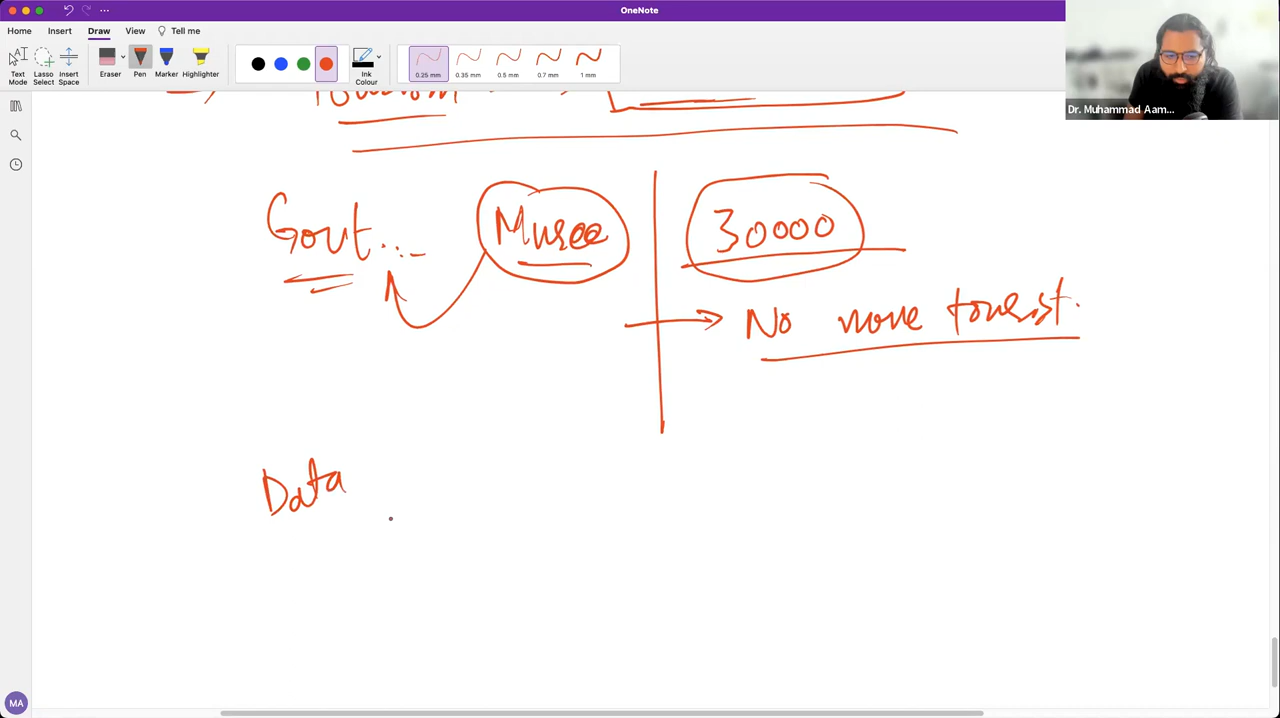 OneNote
Home Insert Draw View Tell me
Text Mode
Lasso Select
Insert Space
Eraser
Pen
Marker
Highlighter
Ink Colour
0.25 mm
0.35 mm
0.5 mm
0.7 mm
1 mm
Dr. Muhammad Aam...
Govt... Muree 30000
No more tourist.
Data
MA